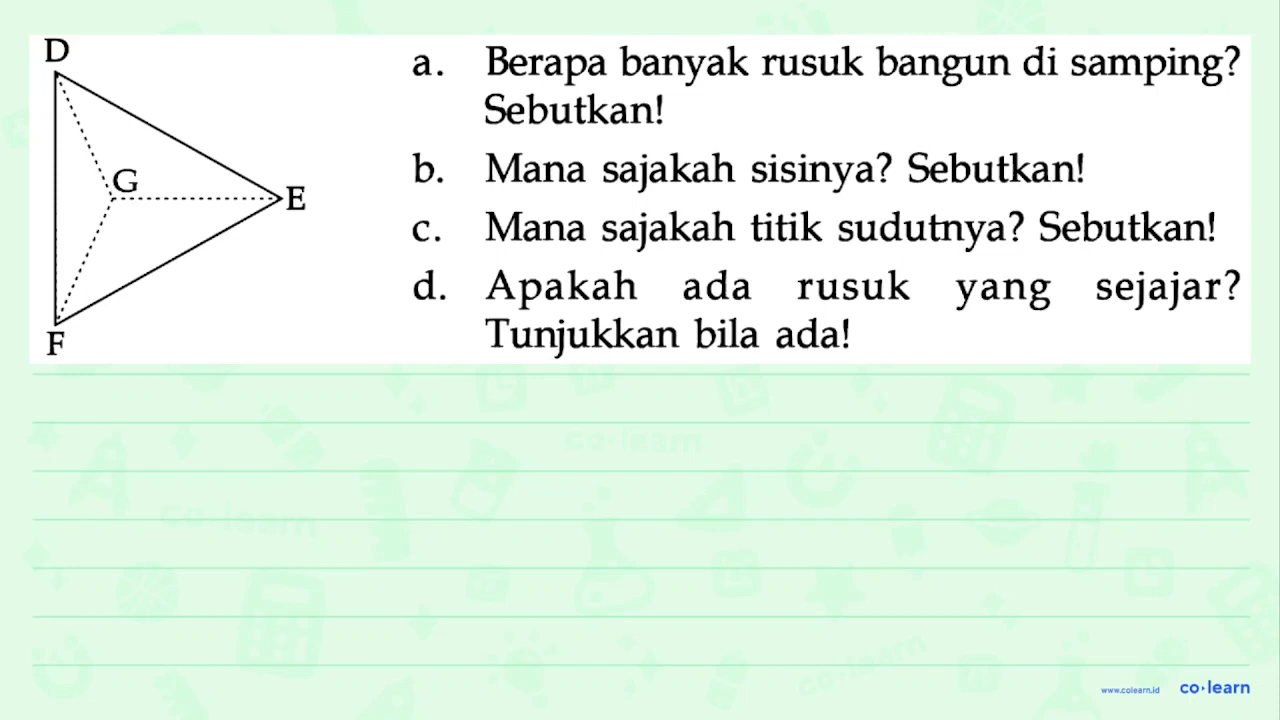 D
a. Berapa banyak rusuk bangun di samping?
Sebutkan!
G
b. Mana sajakah sisinya? Sebutkan!
E
c. Mana sajakah titik sudutnya? Sebutkan!
d. Apakah ada rusuk yang sejajar?
Tunjukkan bila ada!
F
www.colearn.id co·learn